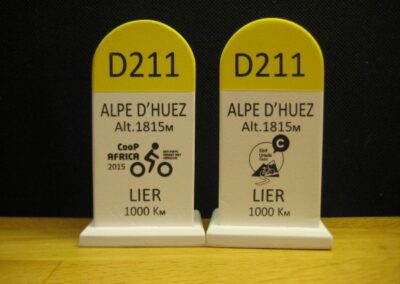 D211
ALPE D'HUEZ
Alt.1815M
CooP
AFRICA
2015
LIER
1000 KM
D211
ALPE D'HUEZ
Alt.1815M
C
LIER
1000 KM